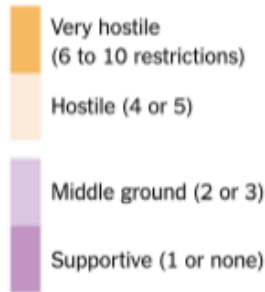 Very hostile
(6 to 10 restrictions)
Hostile (4 or 5)
Middle ground (2 or 3)
Supportive (1 or none)